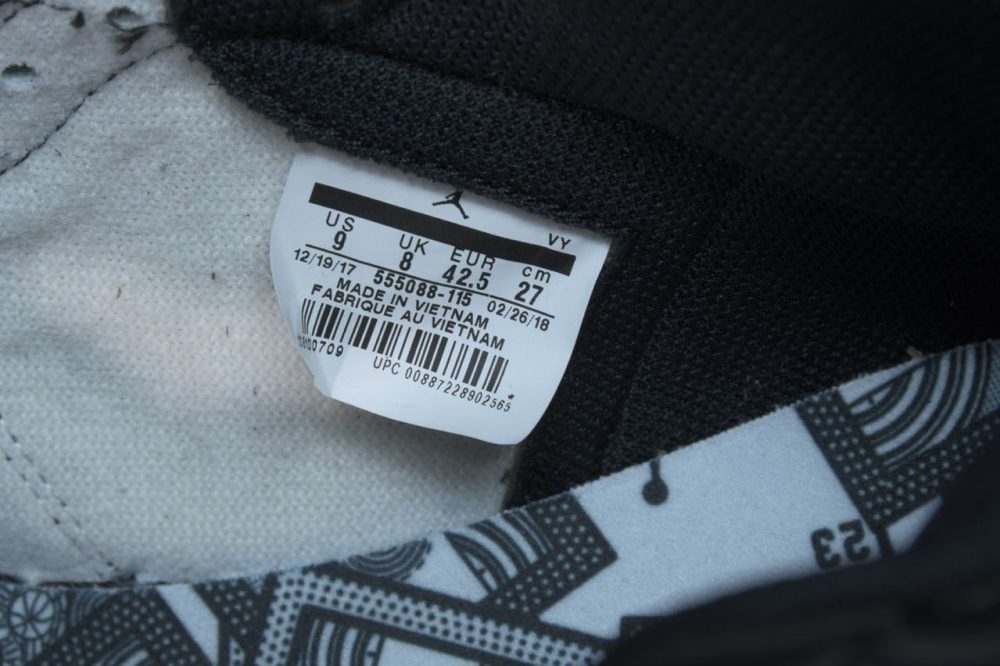 VY
US UK EUR cm
9 8 42.5 27
12/19/17 555088-115 02/26/18
MADE IN VIETNAM
FABRIQUE AU VIETNAM
00709
UPC 00887228902565
23